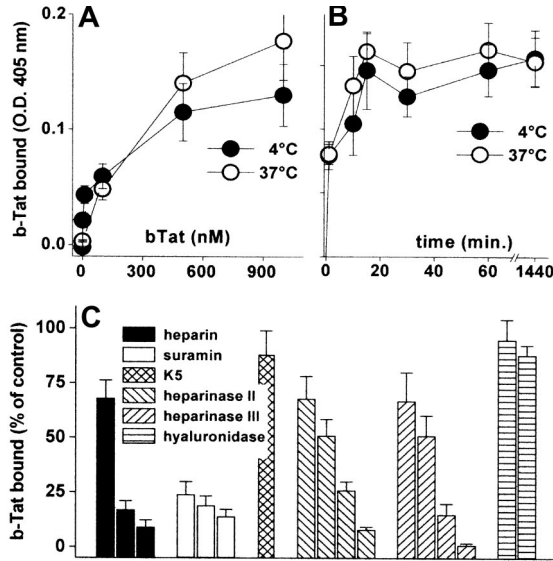 A
B
b-Tat bound (O.D. 405 nm)
0.2
0.1
0.0
4°C
37°C
bTat (nM)
0 300 600 900
4°C
37°C
time (min.)
0 20 40 60 1440
C
b-Tat bound (% of control)
100
75
50
25
0
heparin
suramin
K5
heparinase II
heparinase III
hyaluronidase